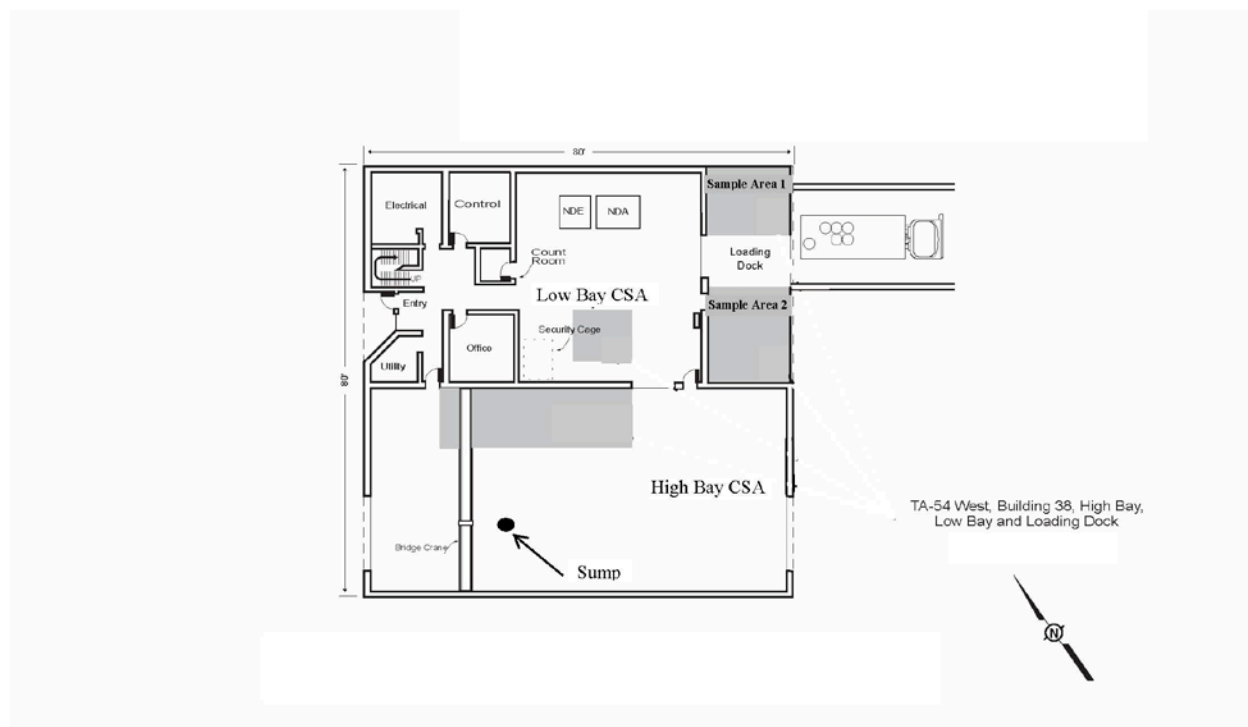 80'
Sample Area 1
Electrical
Control
NDE
NDA
Count
Room
Loading
Dock
UP
Low Bay CSA
Entry
Sample Area 2
Security Cage
Office
Utility
80'
High Bay CSA
TA-54 West, Building 38, High Bay,
Low Bay and Loading Dock
Bridge Crane
Sump
N